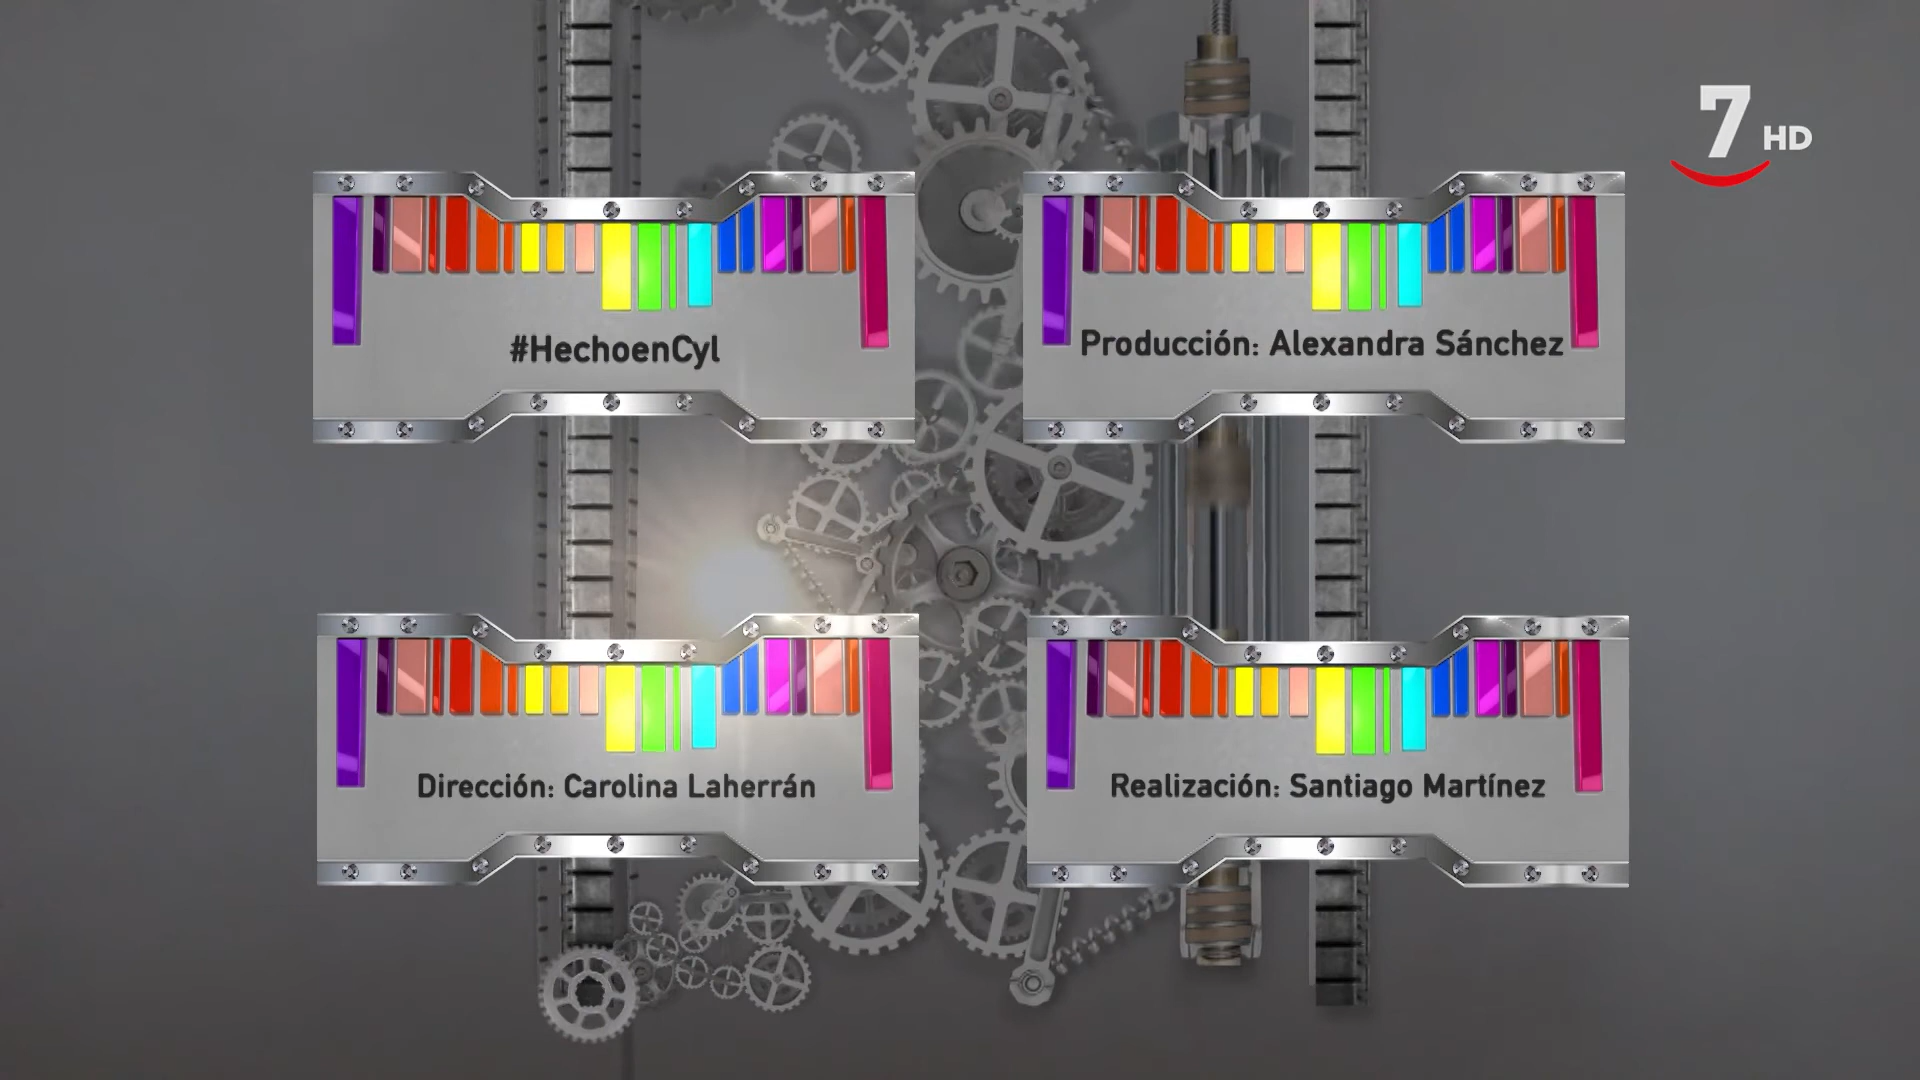 7 HD
#HechoenCyl
Producción: Alexandra Sánchez
Dirección: Carolina Laherrán
Realización: Santiago Martínez